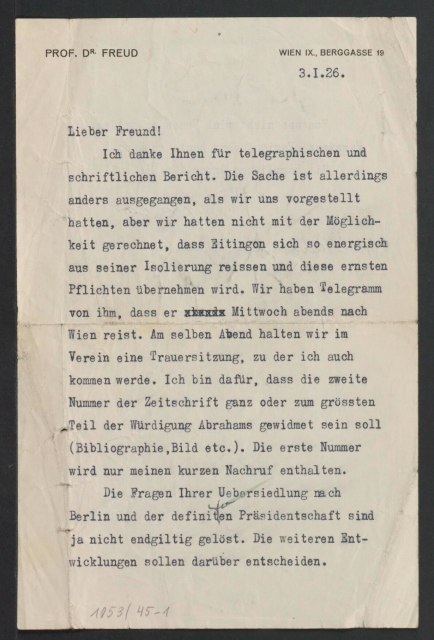 PROF. DR. FREUD
WIEN IX., BERGGASSE 19
3.I.26.
Lieber Freund!
Ich danke Ihnen für telegraphischen und
schriftlichen Bericht. Die Sache ist allerdings
anders ausgegangen, als wir uns vorgestellt
hatten, aber wir hatten nicht mit der Möglich-
keit gerechnet, dass Eitingon sich so energisch
aus seiner Isolierung reissen und diese ernsten
Pflichten übernehmen wird. Wir haben Telegramm
von ihm, dass er Mittwoch abends nach
Wien reist. Am selben Abend halten wir im
Verein eine Trauersitzung, zu der ich auch
kommen werde. Ich bin dafür, dass die zweite
Nummer der Zeitschrift ganz oder zum grössten
Teil der Würdigung Abrahams gewidmet sein soll
(Bibliographie,Bild etc.). Die erste Nummer
wird nur meinen kurzen Nachruf enthalten.
Die Fragen Ihrer Uebersiedlung nach
Berlin und der definiten Präsidentschaft sind
ja nicht endgiltig gelöst. Die weiteren Ent-
wicklungen sollen darüber entscheiden.
1953/45-1